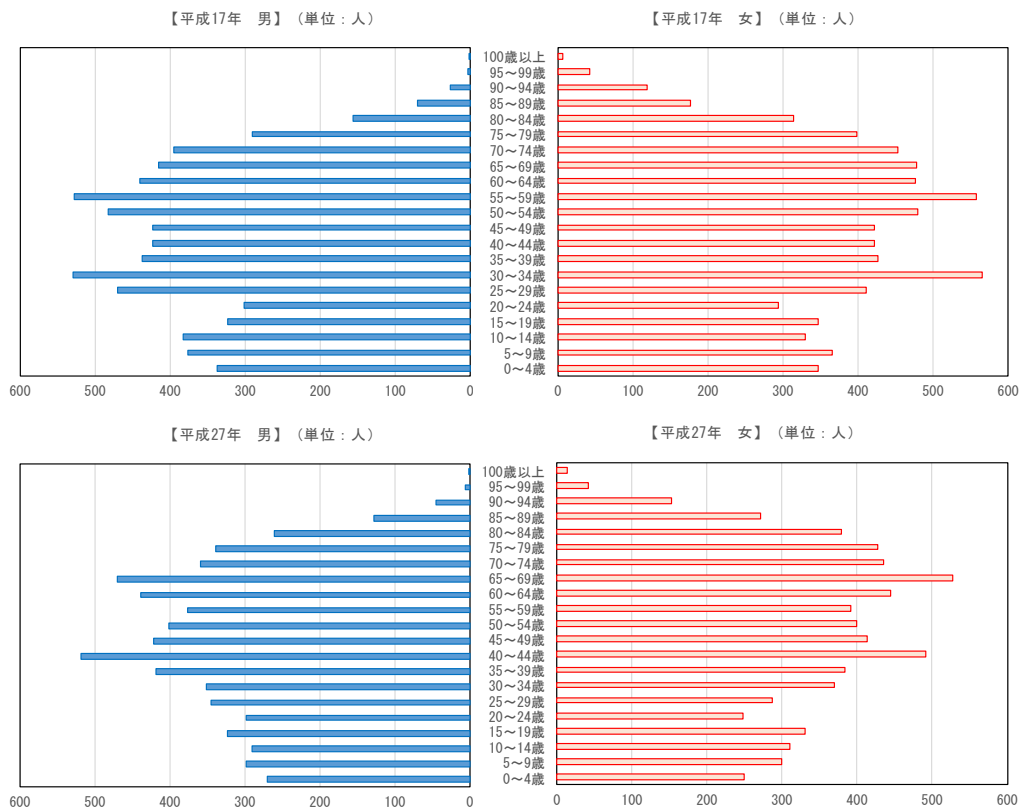 【平成17年　男】（単位：人）
【平成17年　女】（単位：人）
100歳以上
95～99歳
90～94歳
85～89歳
80～84歳
75～79歳
70～74歳
65～69歳
60～64歳
55～59歳
50～54歳
45～49歳
40～44歳
35～39歳
30～34歳
25～29歳
20～24歳
15～19歳
10～14歳
5～9歳
0～4歳
600 500 400 300 200 100 0
0 100 200 300 400 500 600
【平成27年　男】（単位：人）
【平成27年　女】（単位：人）
100歳以上
95～99歳
90～94歳
85～89歳
80～84歳
75～79歳
70～74歳
65～69歳
60～64歳
55～59歳
50～54歳
45～49歳
40～44歳
35～39歳
30～34歳
25～29歳
20～24歳
15～19歳
10～14歳
5～9歳
0～4歳
600 500 400 300 200 100 0
0 100 200 300 400 500 600